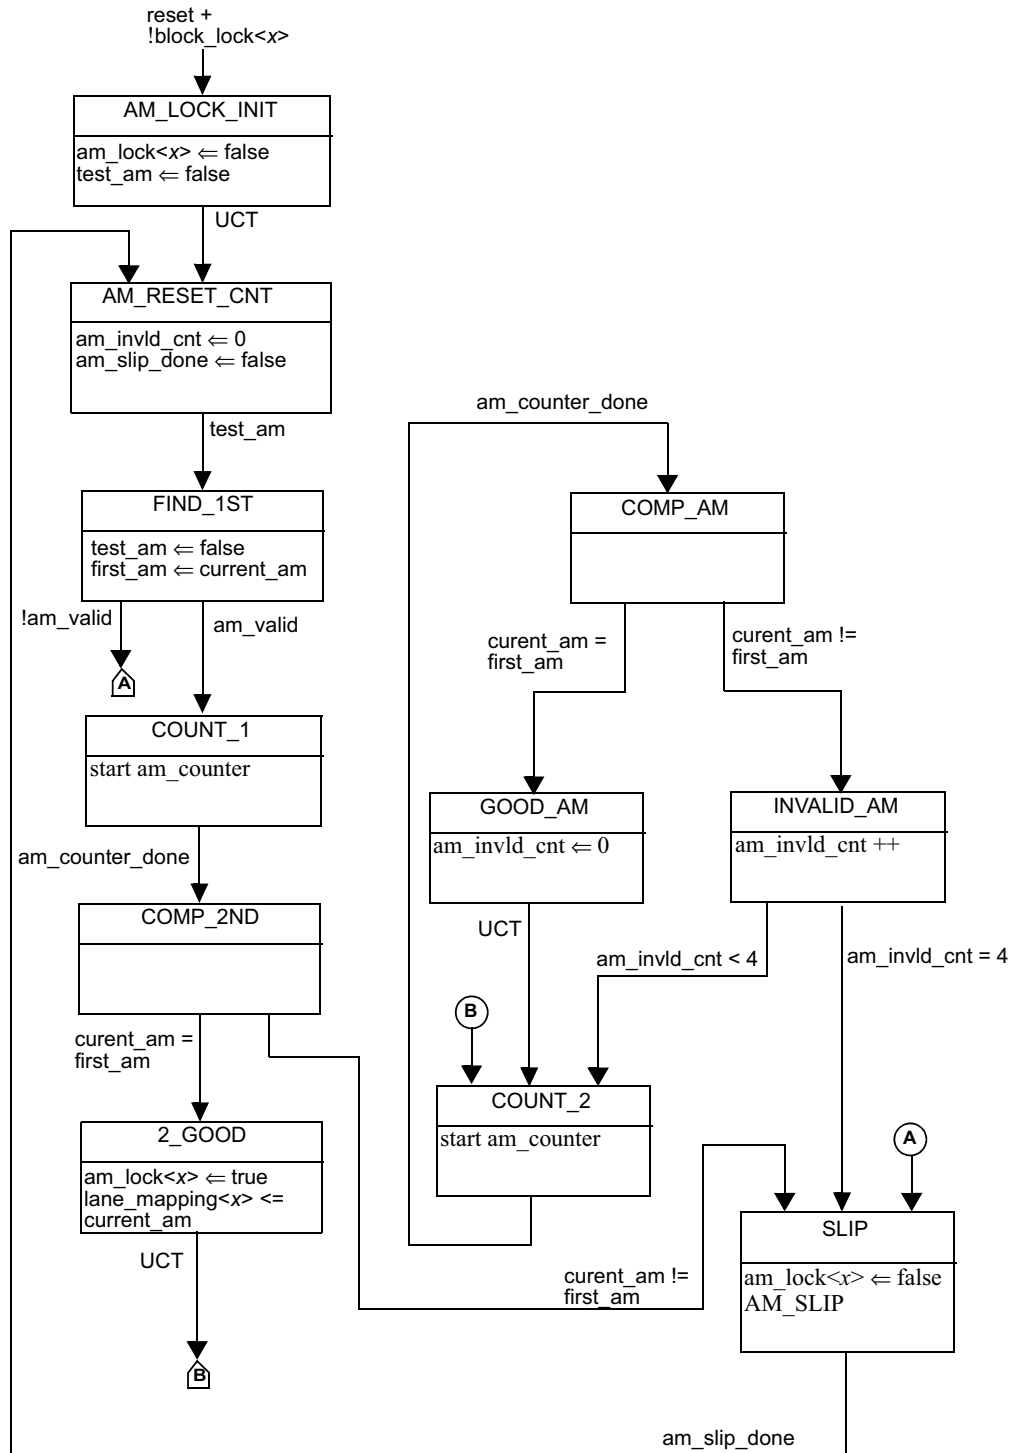 reset +
!block_lock<x>
AM_LOCK_INIT
am_lock<x> ⇐ false
test_am ⇐ false
UCT
AM_RESET_CNT
am_invld_cnt ⇐ 0
am_slip_done ⇐ false
test_am
FIND_1ST
test_am ⇐ false
first_am ⇐ current_am
!am_valid
am_valid
A
COUNT_1
start am_counter
am_counter_done
COMP_2ND
curent_am =
first_am
2_GOOD
am_lock<x> ⇐ true
lane_mapping<x> <=
current_am
UCT
B
am_counter_done
COMP_AM
curent_am =
first_am
curent_am !=
first_am
GOOD_AM
am_invld_cnt ⇐ 0
INVALID_AM
am_invld_cnt ++
UCT
am_invld_cnt < 4
am_invld_cnt = 4
B
COUNT_2
start am_counter
A
curent_am !=
first_am
SLIP
am_lock<x> ⇐ false
AM_SLIP
am_slip_done